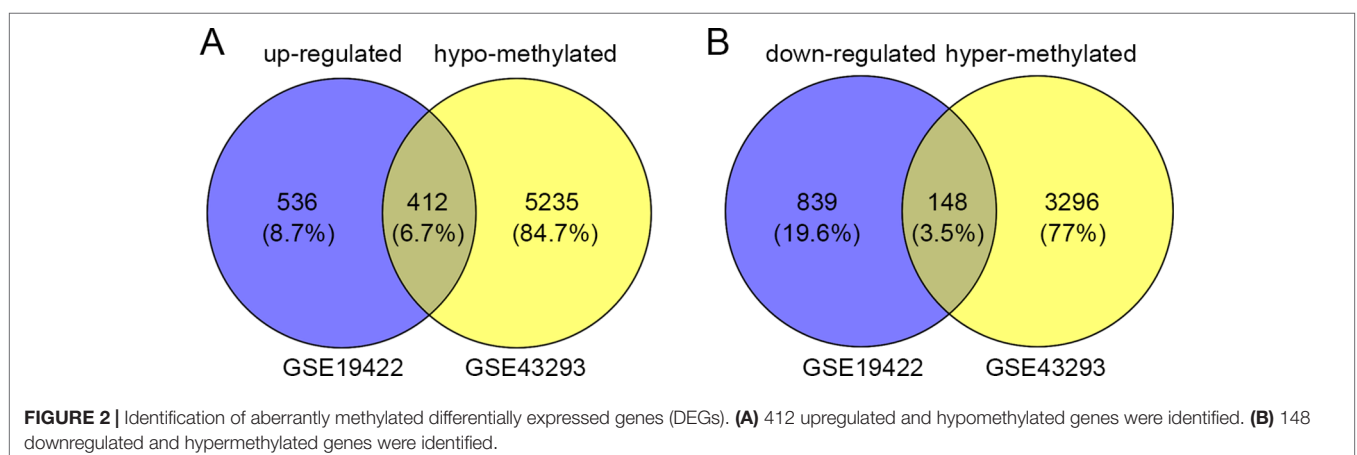 A
up-regulated
hypo-methylated
536
(8.7%)
412
(6.7%)
5235
(84.7%)
GSE19422
GSE43293
B
down-regulated
hyper-methylated
839
(19.6%)
148
(3.5%)
3296
(77%)
GSE19422
GSE43293
FIGURE 2 | Identification of aberrantly methylated differentially expressed genes (DEGs). (A) 412 upregulated and hypomethylated genes were identified. (B) 148
downregulated and hypermethylated genes were identified.